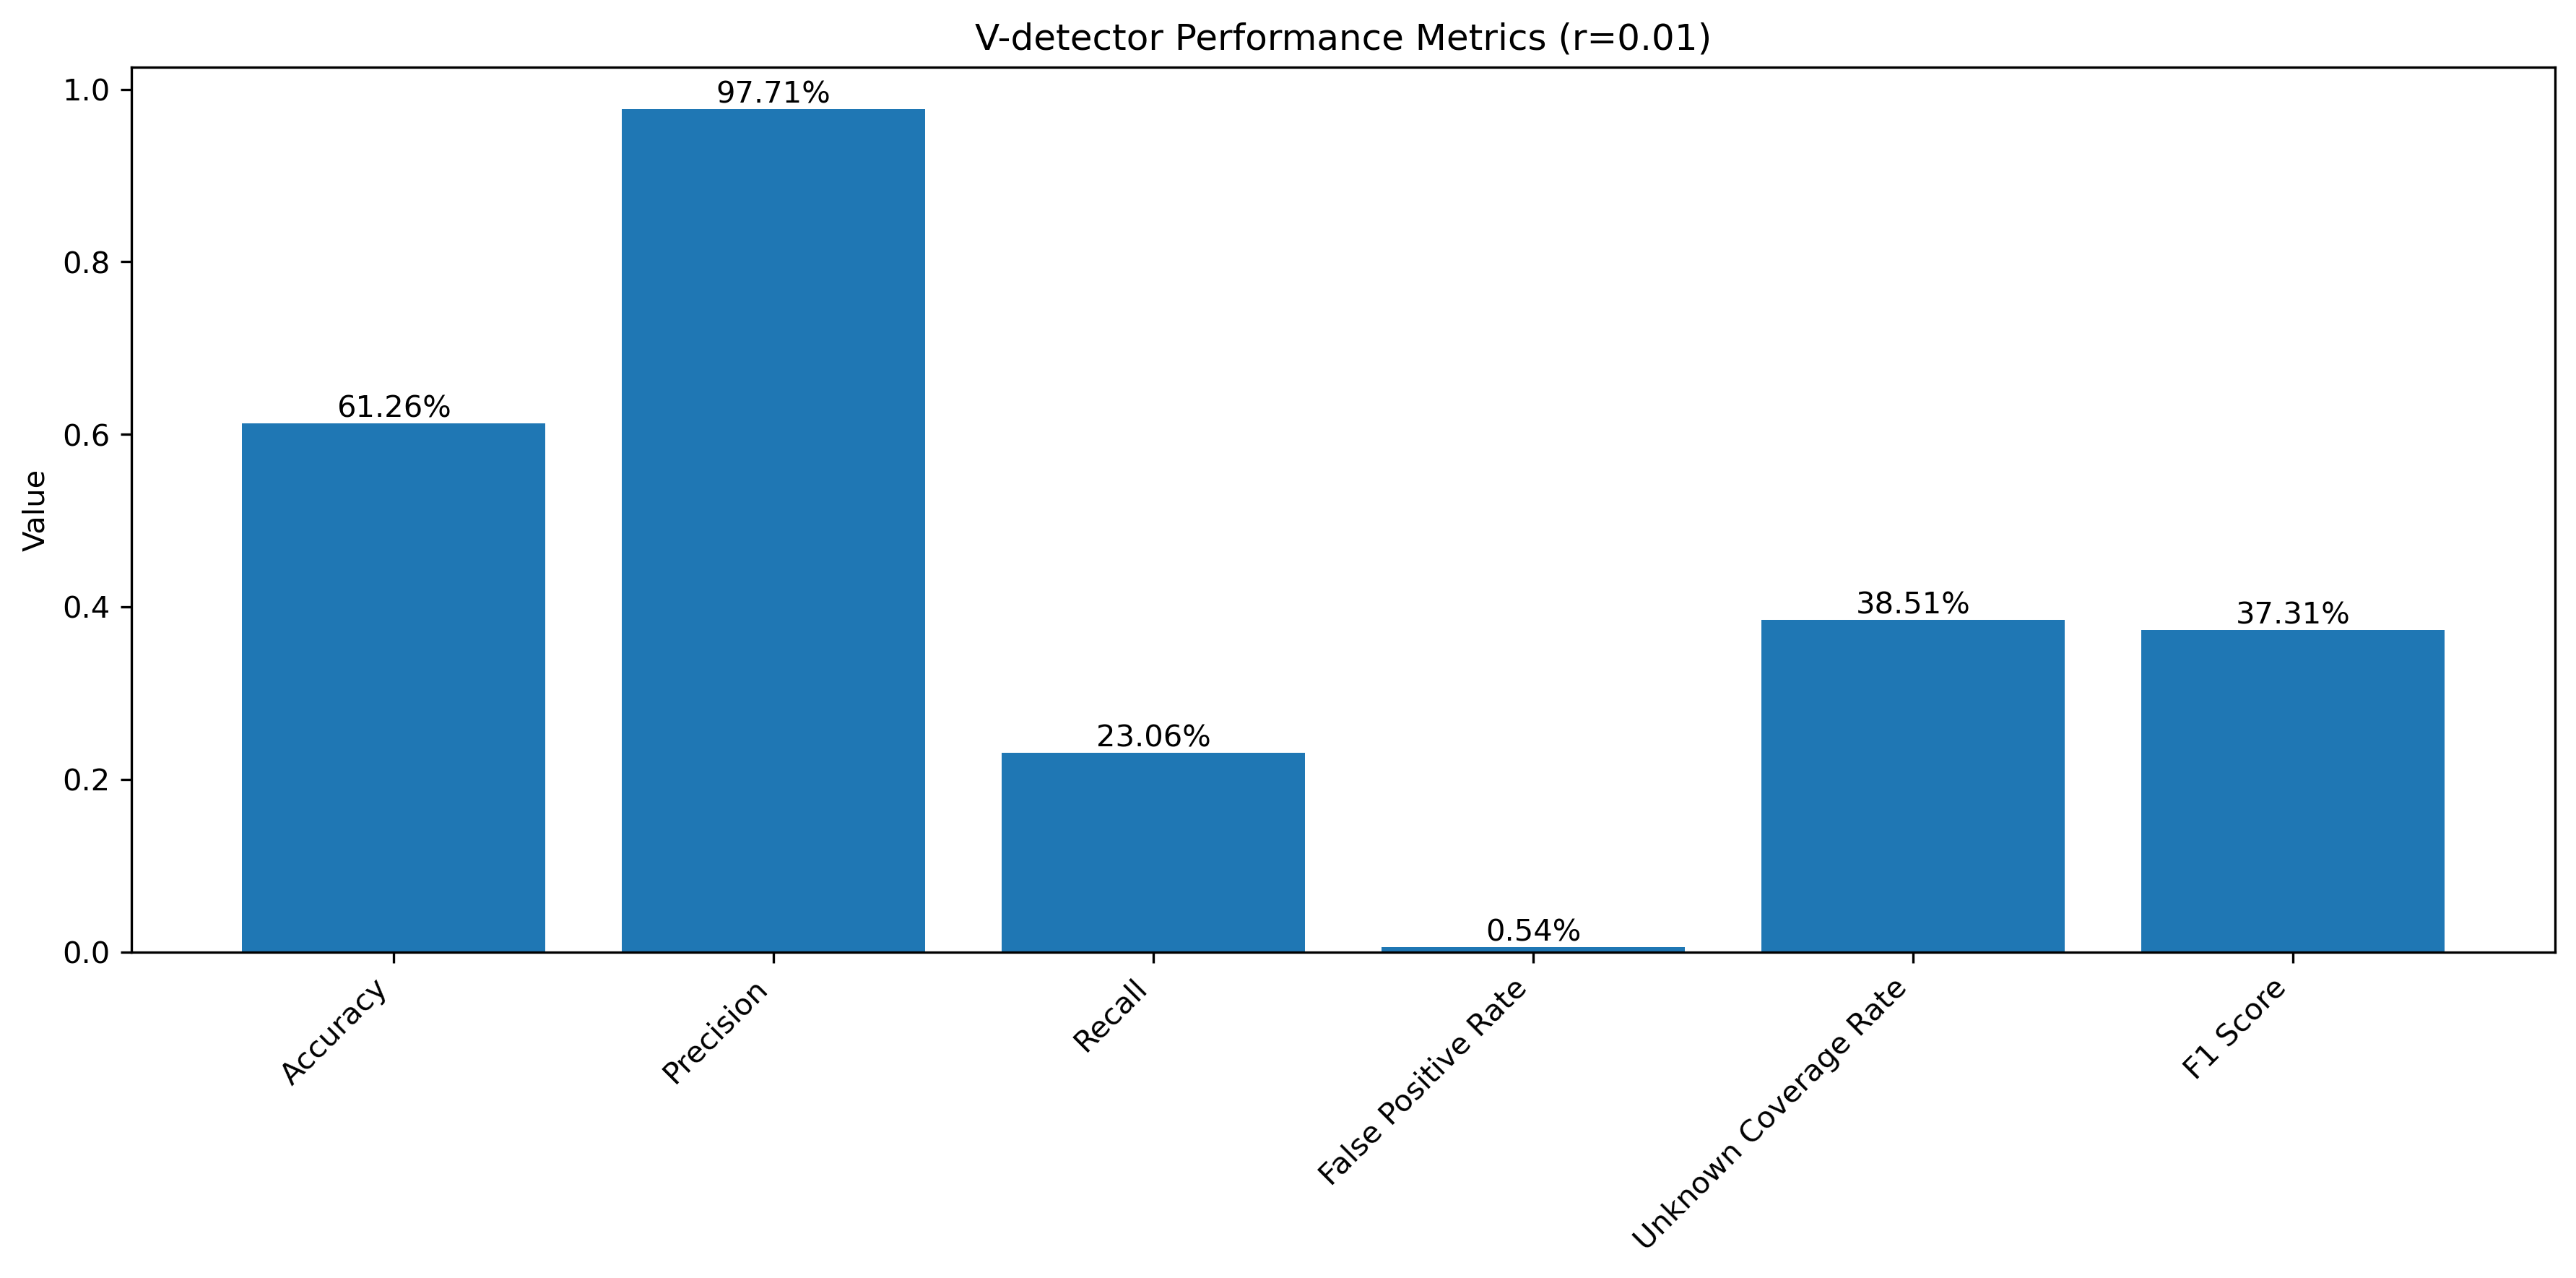 V-detector Performance Metrics (r=0.01)
Value
1.0
0.8
0.6
0.4
0.2
0.0
61.26%
97.71%
23.06%
0.54%
38.51%
37.31%
Accuracy
Precision
Recall
False Positive Rate
Unknown Coverage Rate
F1 Score